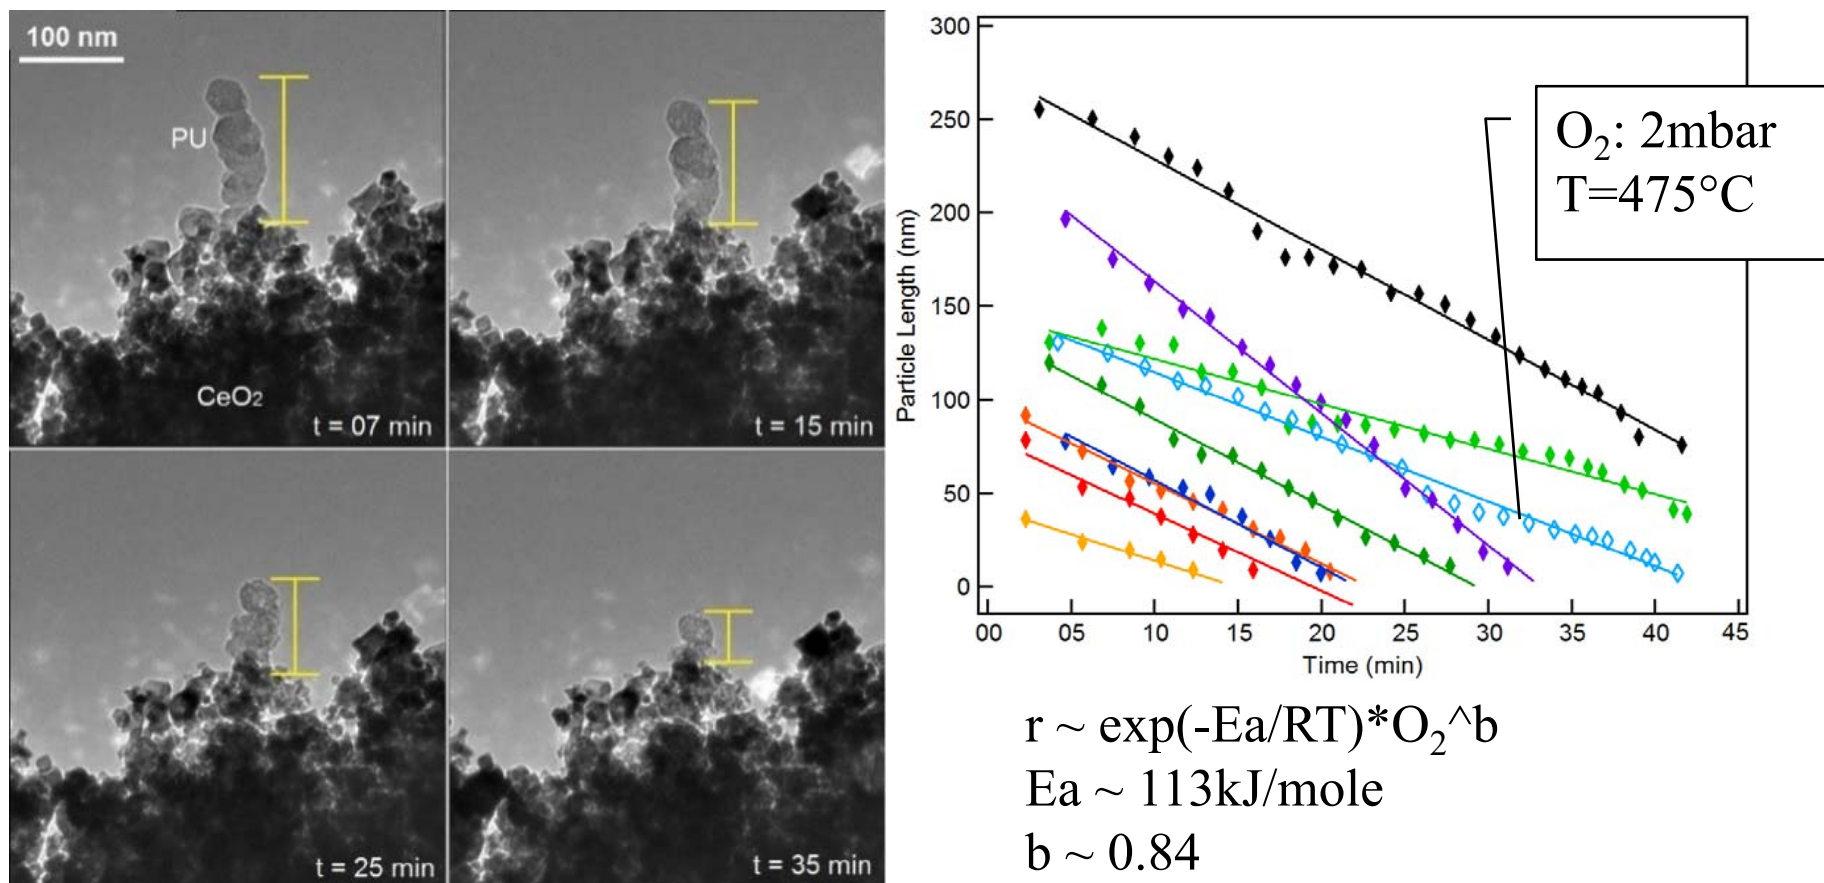 100 nm
PU
CeO₂
t = 07 min
t = 15 min
t = 25 min
t = 35 min
300
250
200
150
100
50
0
Particle Length (nm)
00 05 10 15 20 25 30 35 40 45
Time (min)
O₂: 2mbar
T=475°C
r ~ exp(-Ea/RT)*O₂^b
Ea ~ 113kJ/mole
b ~ 0.84